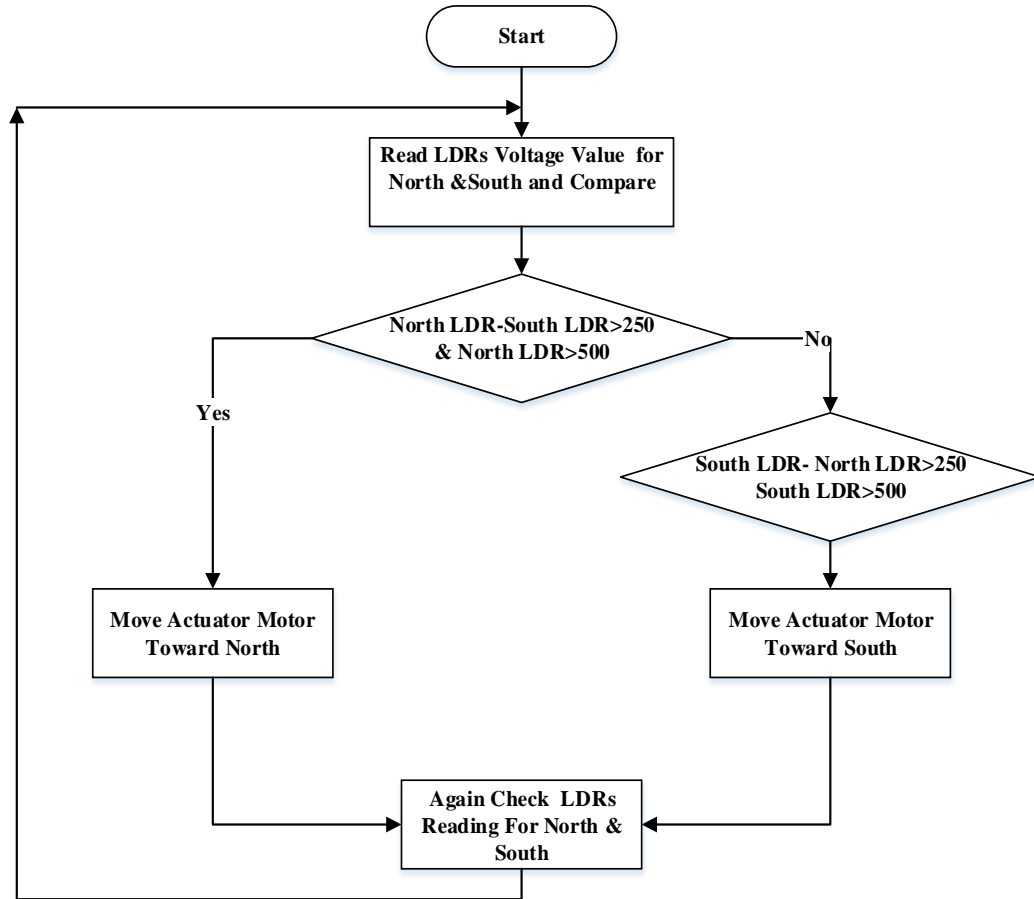 Start
Read LDRs Voltage Value for
North &South and Compare
North LDR-South LDR>250
& North LDR>500
No
Yes
South LDR- North LDR>250
South LDR>500
Move Actuator Motor
Toward North
Move Actuator Motor
Toward South
Again Check LDRs
Reading For North &
South